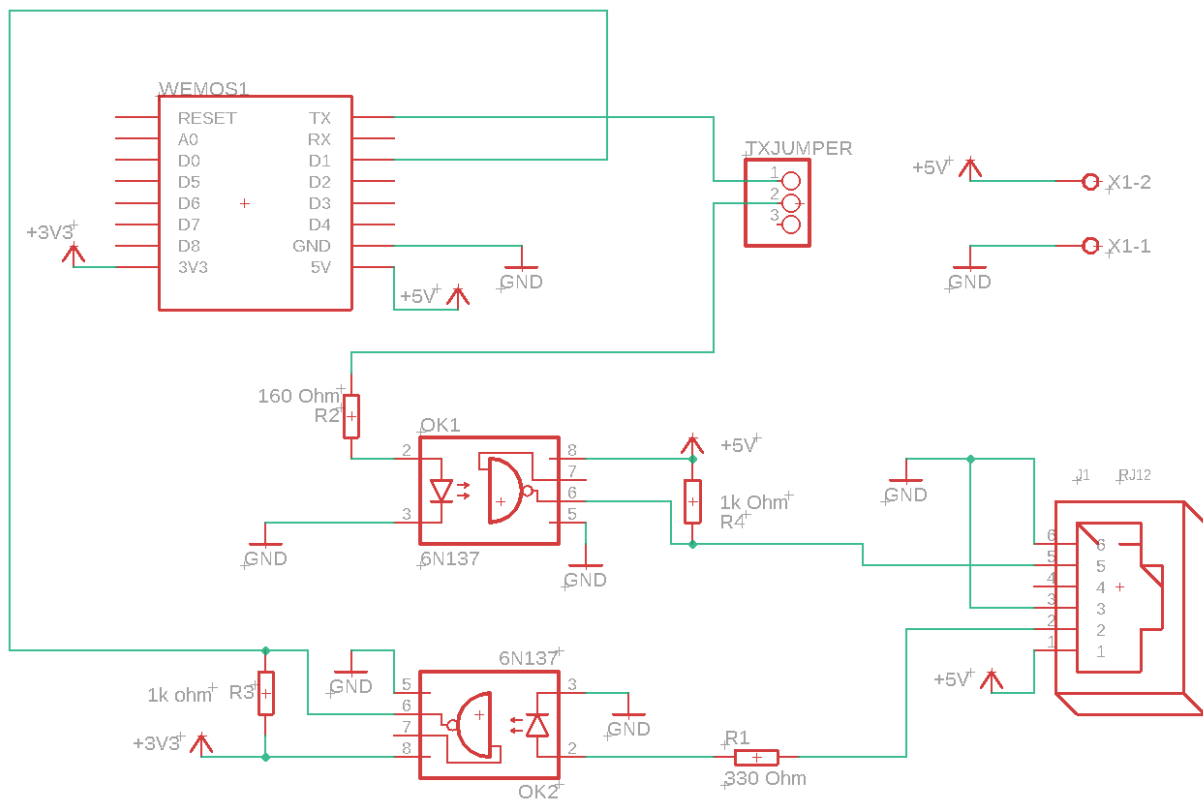 WEMOS1
RESET TX
A0 RX
D0 D1
D5 D2
D6 D3
D7 D4
D8 GND
3V3 5V
+3V3
GND
+5V
TXJUMPER
1
2
3
+5V
X1-2
X1-1
GND
160 Ohm
R2
OK1
2 8
7
6
3 5
6N137
GND
GND
+5V
1k Ohm
R4
GND
J1 RJ12
6 6
5 5
4 4
3 3
2 2
1 1
+5V
6N137
GND
5 3
6
7
8 2
OK2
GND
1k ohm R3
+3V3
R1
330 Ohm